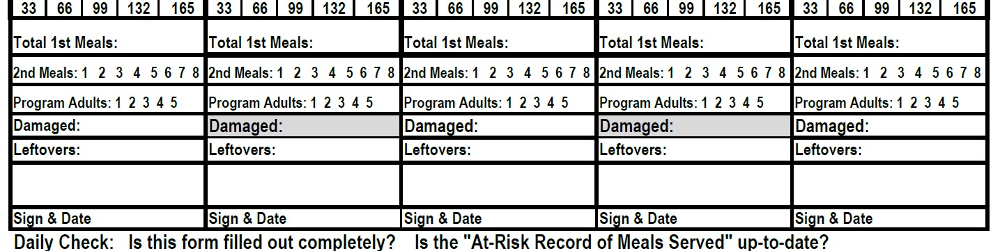 33 66 99 132 165 33 66 99 132 165 33 66 99 132 165 33 66 99 132 165 33 66 99 132 165
Total 1st Meals: Total 1st Meals: Total 1st Meals: Total 1st Meals: Total 1st Meals:
2nd Meals: 1 2 3 4 5 6 7 8 2nd Meals: 1 2 3 4 5 6 7 8 2nd Meals: 1 2 3 4 5 6 7 8 2nd Meals: 1 2 3 4 5 6 7 8 2nd Meals: 1 2 3 4 5 6 7 8
Program Adults: 1 2 3 4 5 Program Adults: 1 2 3 4 5 Program Adults: 1 2 3 4 5 Program Adults: 1 2 3 4 5 Program Adults: 1 2 3 4 5
Damaged: Damaged: Damaged: Damaged: Damaged:
Leftovers: Leftovers: Leftovers: Leftovers: Leftovers:
Sign & Date Sign & Date Sign & Date Sign & Date Sign & Date
Daily Check: Is this form filled out completely? Is the "At-Risk Record of Meals Served" up-to-date?